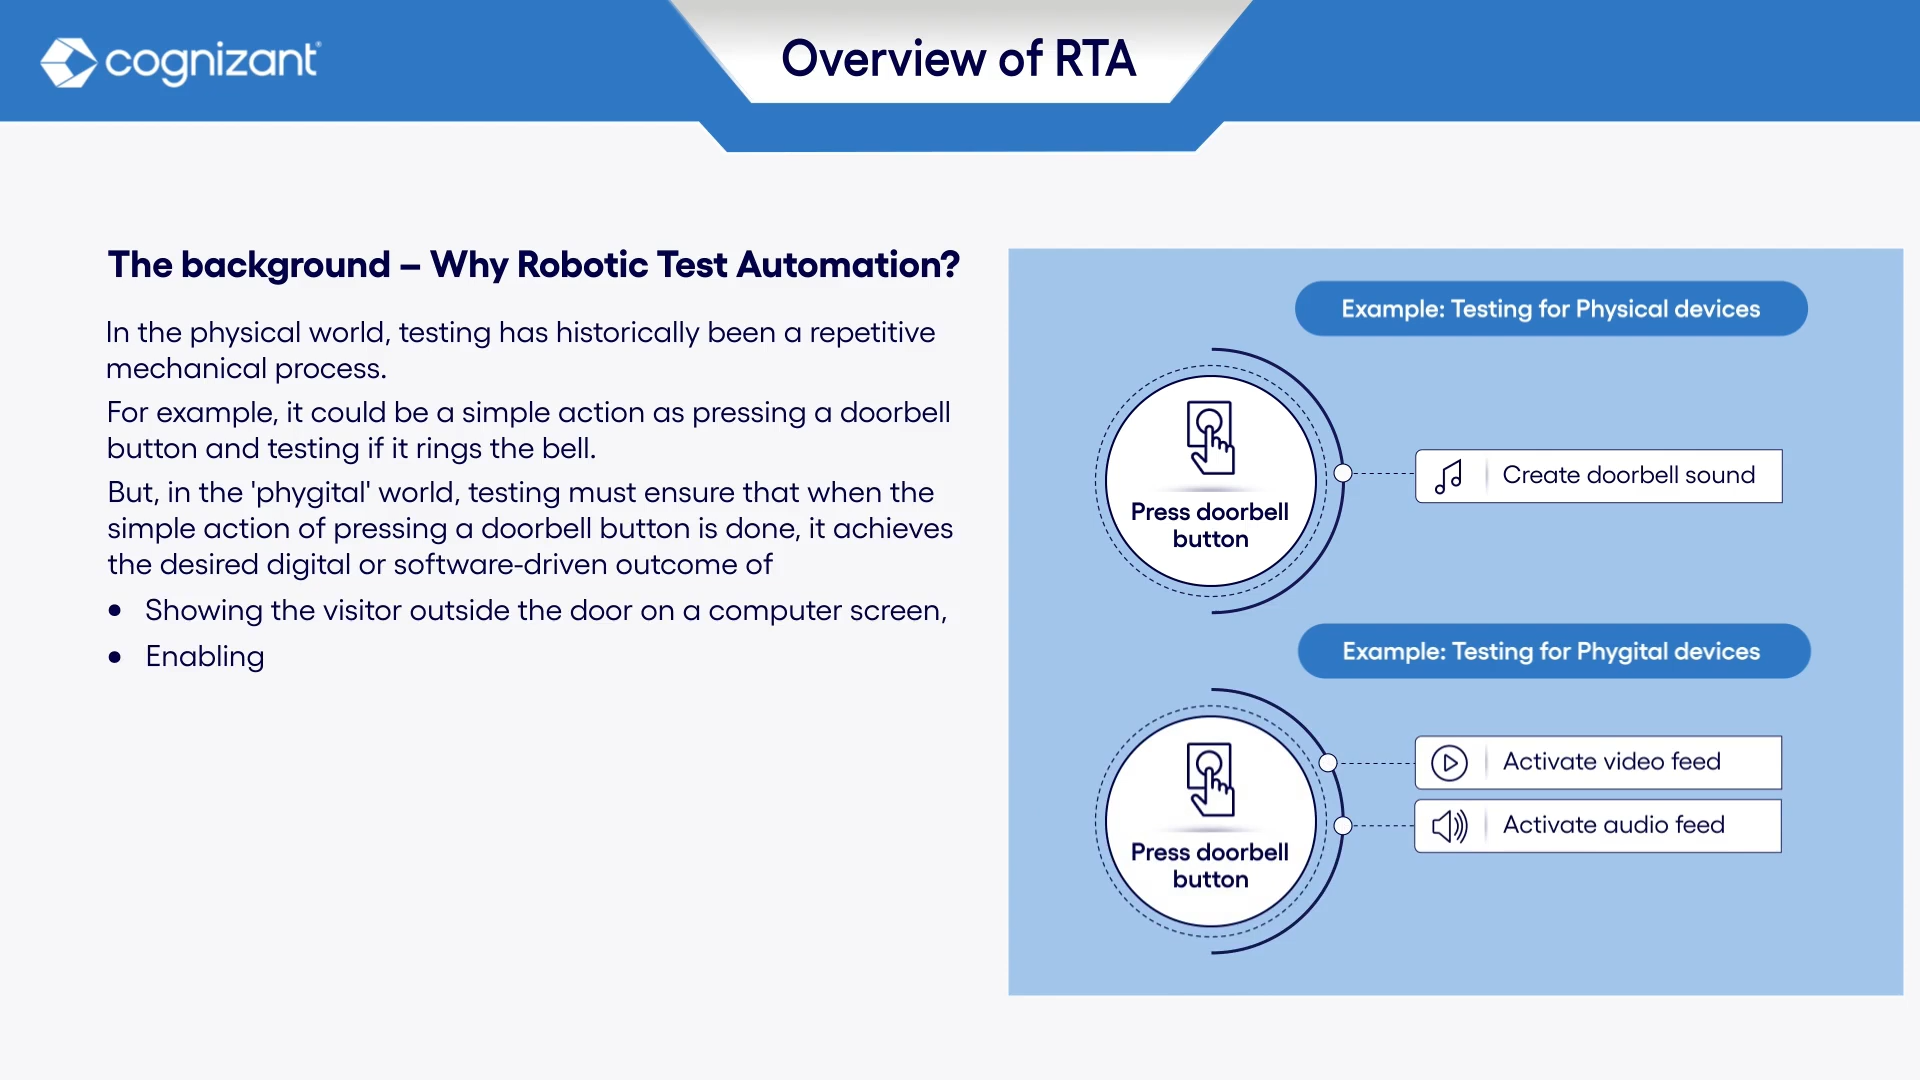 cognizant
Overview of RTA
The background – Why Robotic Test Automation?
In the physical world, testing has historically been a repetitive
mechanical process.
For example, it could be a simple action as pressing a doorbell
button and testing if it rings the bell.
But, in the 'phygital' world, testing must ensure that when the
simple action of pressing a doorbell button is done, it achieves
the desired digital or software-driven outcome of
• Showing the visitor outside the door on a computer screen,
• Enabling
Example: Testing for Physical devices
Press doorbell
button
Create doorbell sound
Example: Testing for Phygital devices
Press doorbell
button
Activate video feed
Activate audio feed